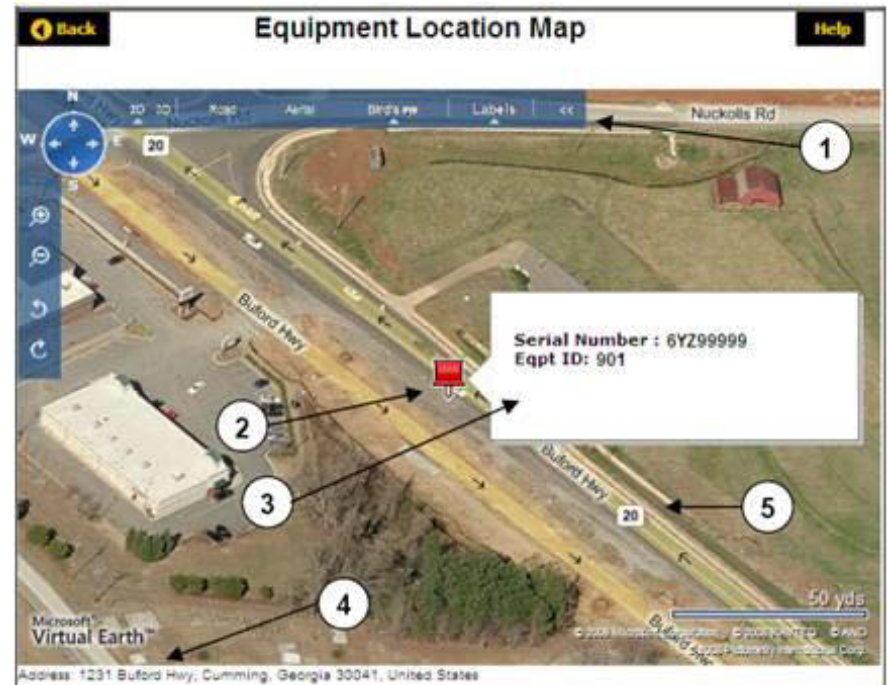 Back
Equipment Location Map
Help
N
2D 3D Road Aerial Bird's eye Labels <<
Nuckolls Rd
1
W
E
20
S
Buford Hwy
Serial Number : 6YZ99999
Eqpt ID: 901
2
3
Buford Hwy
5
20
4
50 yds
Microsoft
Virtual Earth™
Buford Hwy
Address: 1231 Buford Hwy, Cumming, Georgia 30041, United States